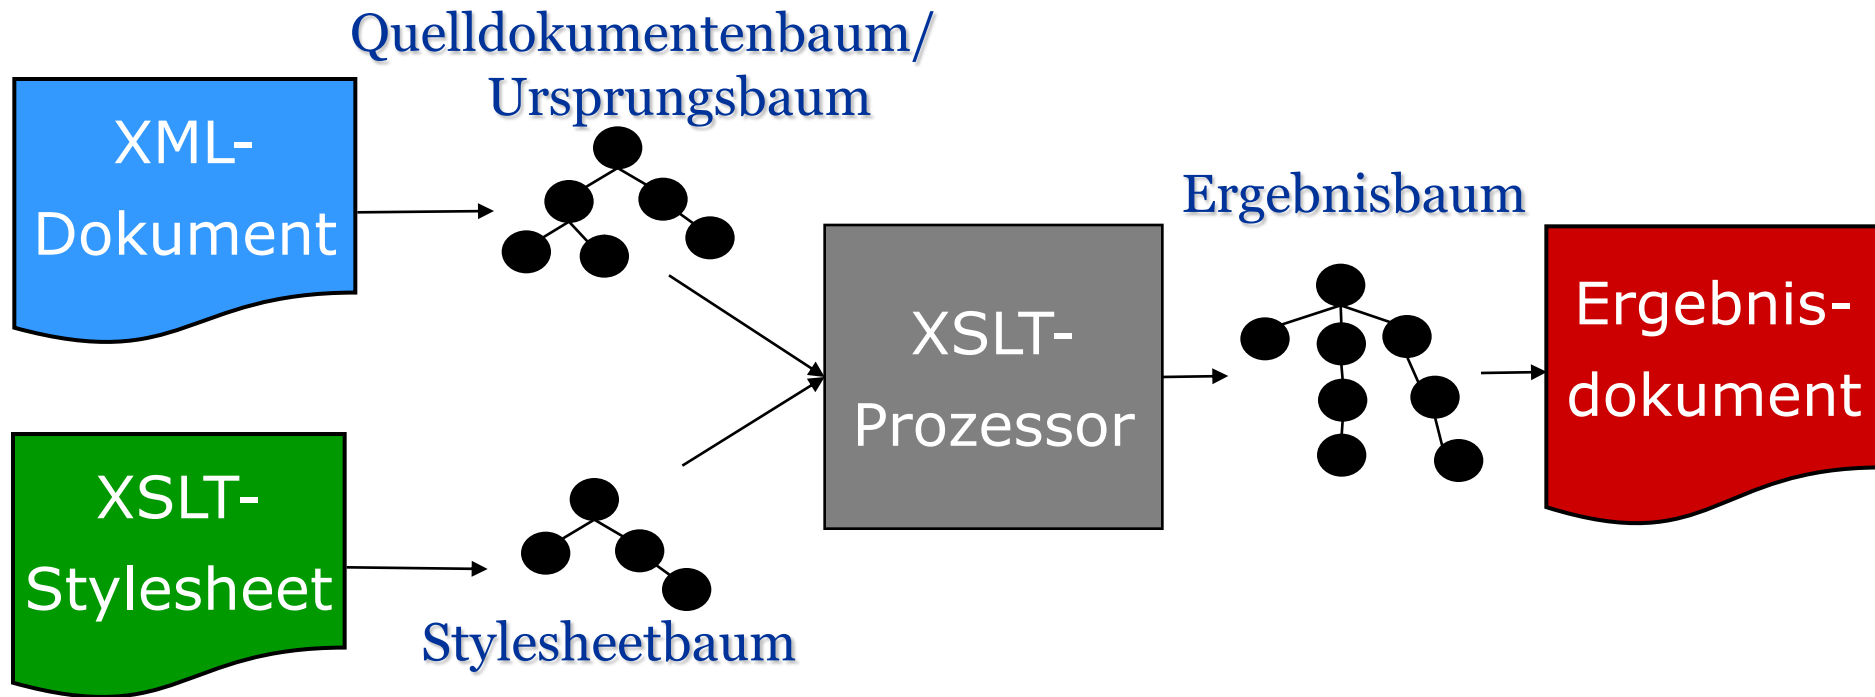 Quelldokumentenbaum/
Ursprungsbaum
XML-
Dokument
Ergebnisbaum
XSLT-
Prozessor
Ergebnis-
dokument
XSLT-
Stylesheet
Stylesheetbaum